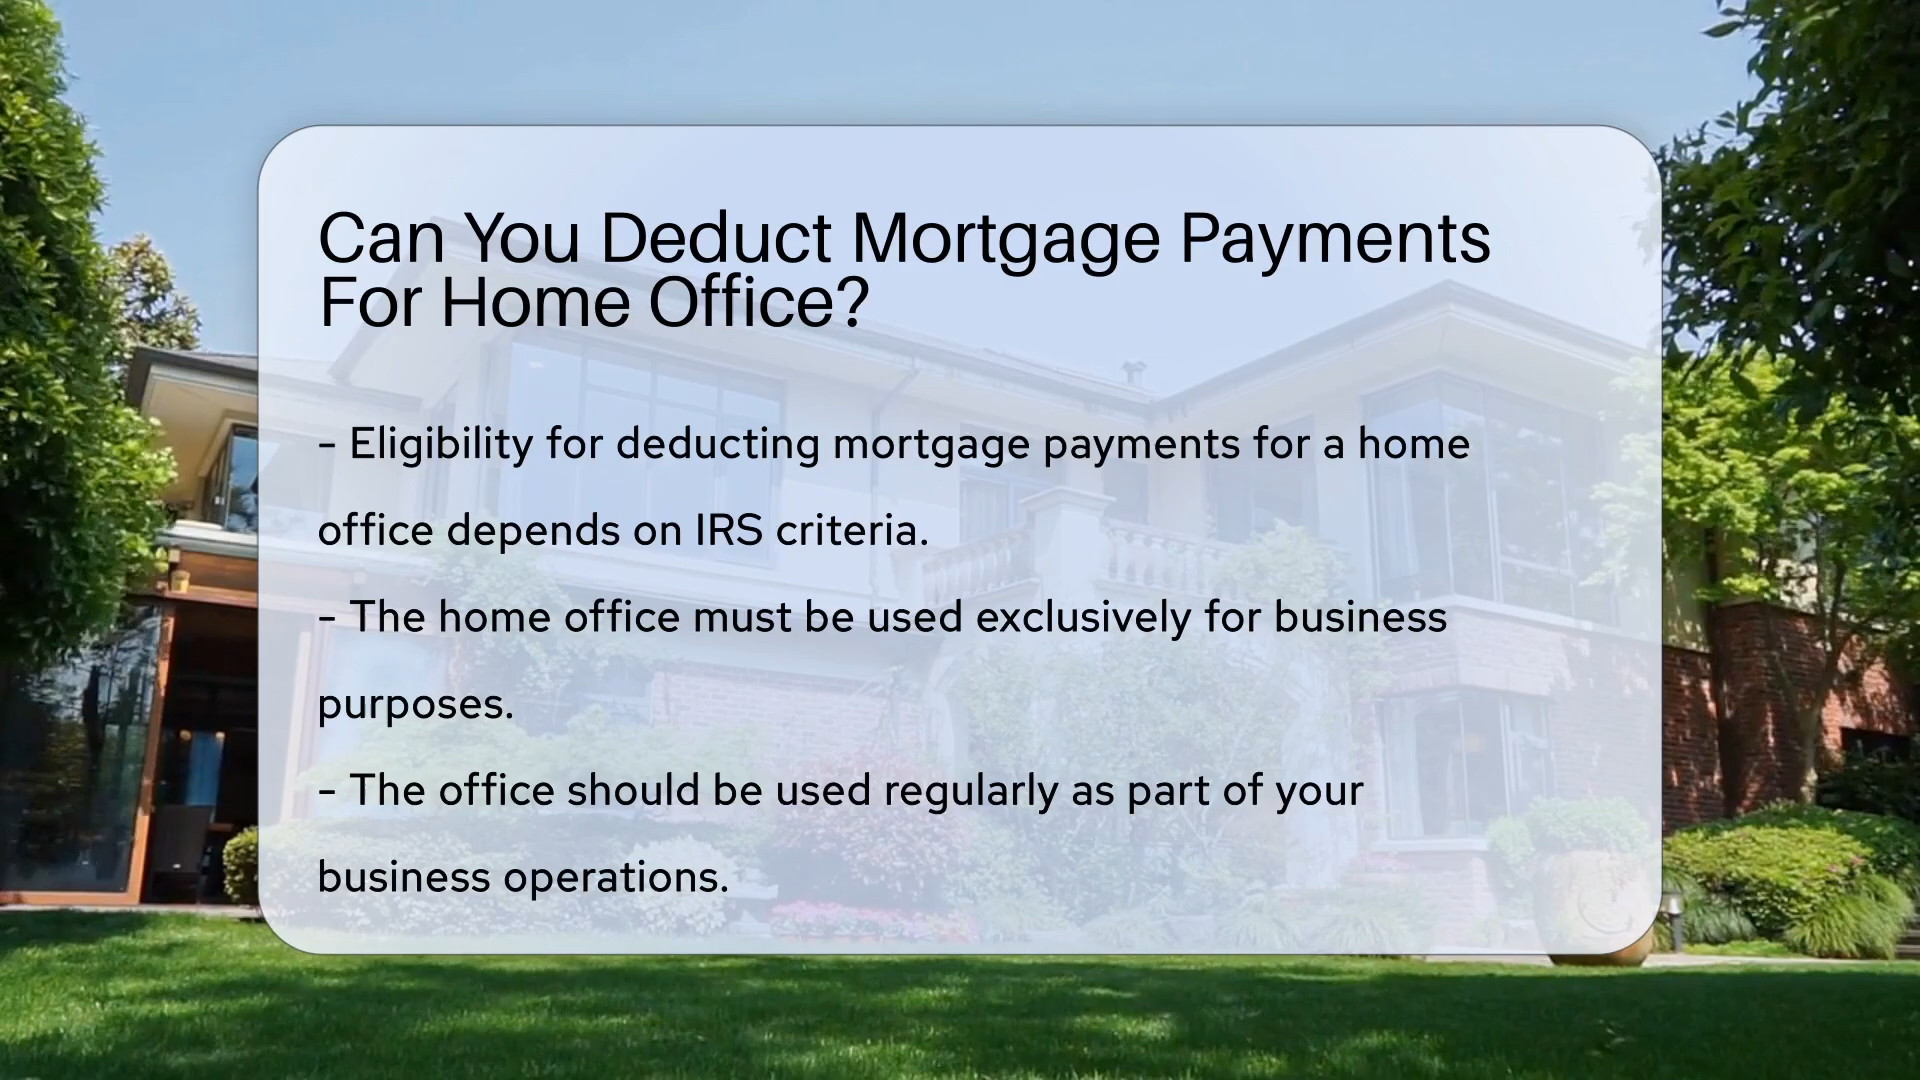 Can You Deduct Mortgage Payments
For Home Office?
- Eligibility for deducting mortgage payments for a home
office depends on IRS criteria.
- The home office must be used exclusively for business
purposes.
- The office should be used regularly as part of your
business operations.